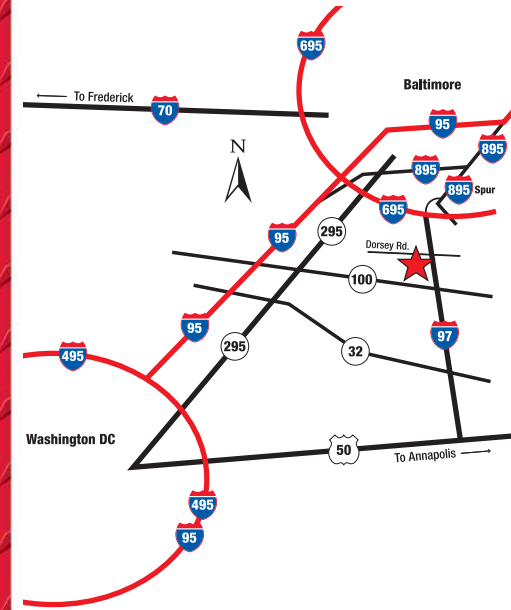 695
Baltimore
To Frederick
70
95
895
N
895
895 Spur
695
295
95
Dorsey Rd.
100
95
97
295
32
495
Washington DC
50
To Annapolis
495
95